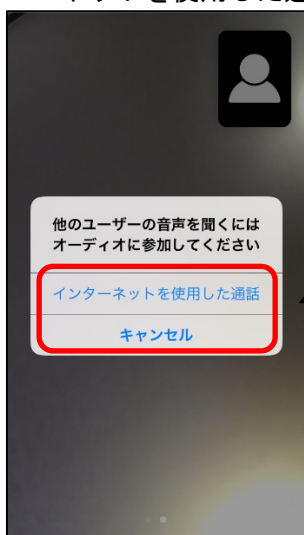 他のユーザーの音声を聞くには
オーディオに参加してください
インターネットを使用した通話
キャンセル